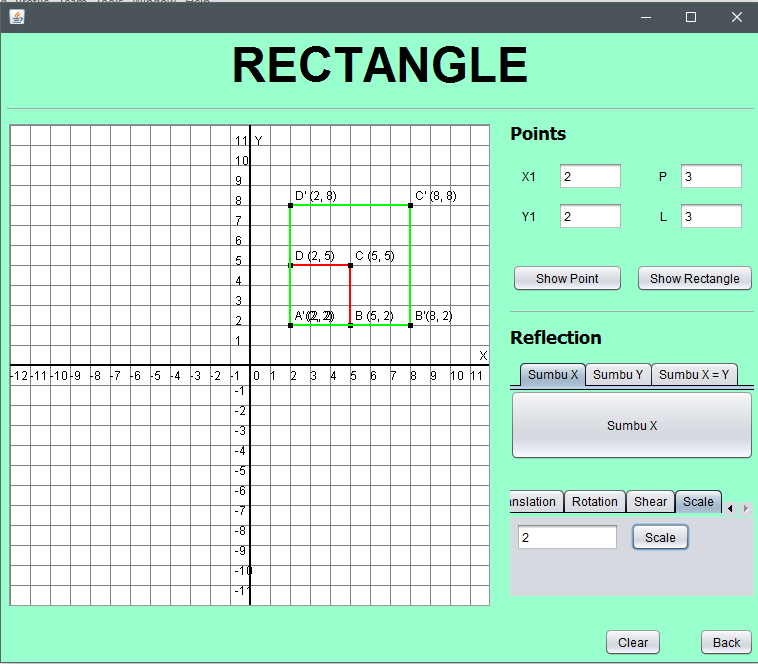 RECTANGLE
Points
X1 2 P 3
Y1 2 L 3
Show Point Show Rectangle
Reflection
Sumbu X Sumbu Y Sumbu X = Y
Sumbu X
nslation Rotation Shear Scale
2 Scale
Clear Back
Y
11
10
9
8
7
6
5
4
3
2
1
D' (2, 8) C' (8, 8)
D (2, 5) C (5, 5)
A' (2, 2) B (5, 2) B'(8, 2)
X
-12 -11 -10 -9 -8 -7 -6 -5 -4 -3 -2 -1 0 1 2 3 4 5 6 7 8 9 10 11
-1
-2
-3
-4
-5
-6
-7
-8
-9
-10
-11